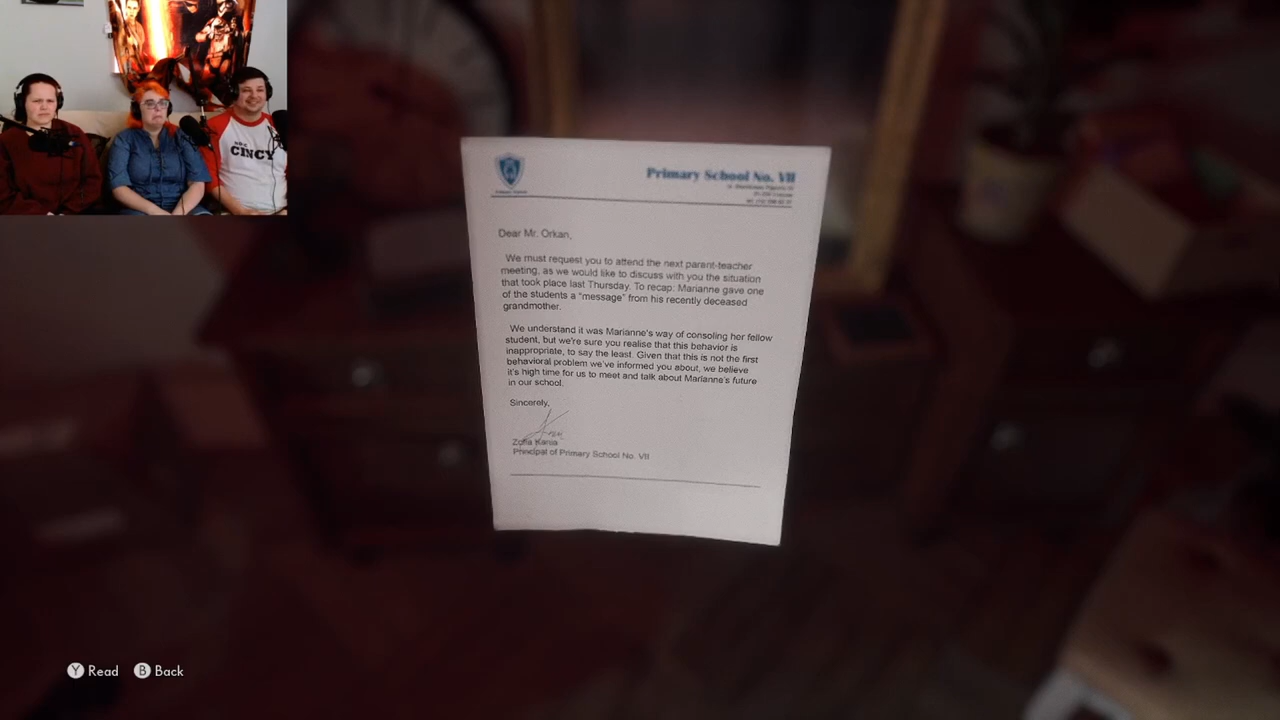 CINCY
Primary School No. VII
Dear Mr. Orkan,
We must request you to attend the next parent-teacher
meeting, as we would like to discuss with you the situation
that took place last Thursday. To recap: Marianne gave one
of the students a "message" from his recently deceased
grandmother.
We understand it was Marianne's way of consoling her fellow
student, but we're sure you realise that this behavior is
inappropriate, to say the least. Given that this is not the first
behavioral problem we've informed you about, we believe
it's high time for us to meet and talk about Marianne's future
in our school.
Sincerely,
Zofia Kania
Principal of Primary School No. VII
Y Read B Back